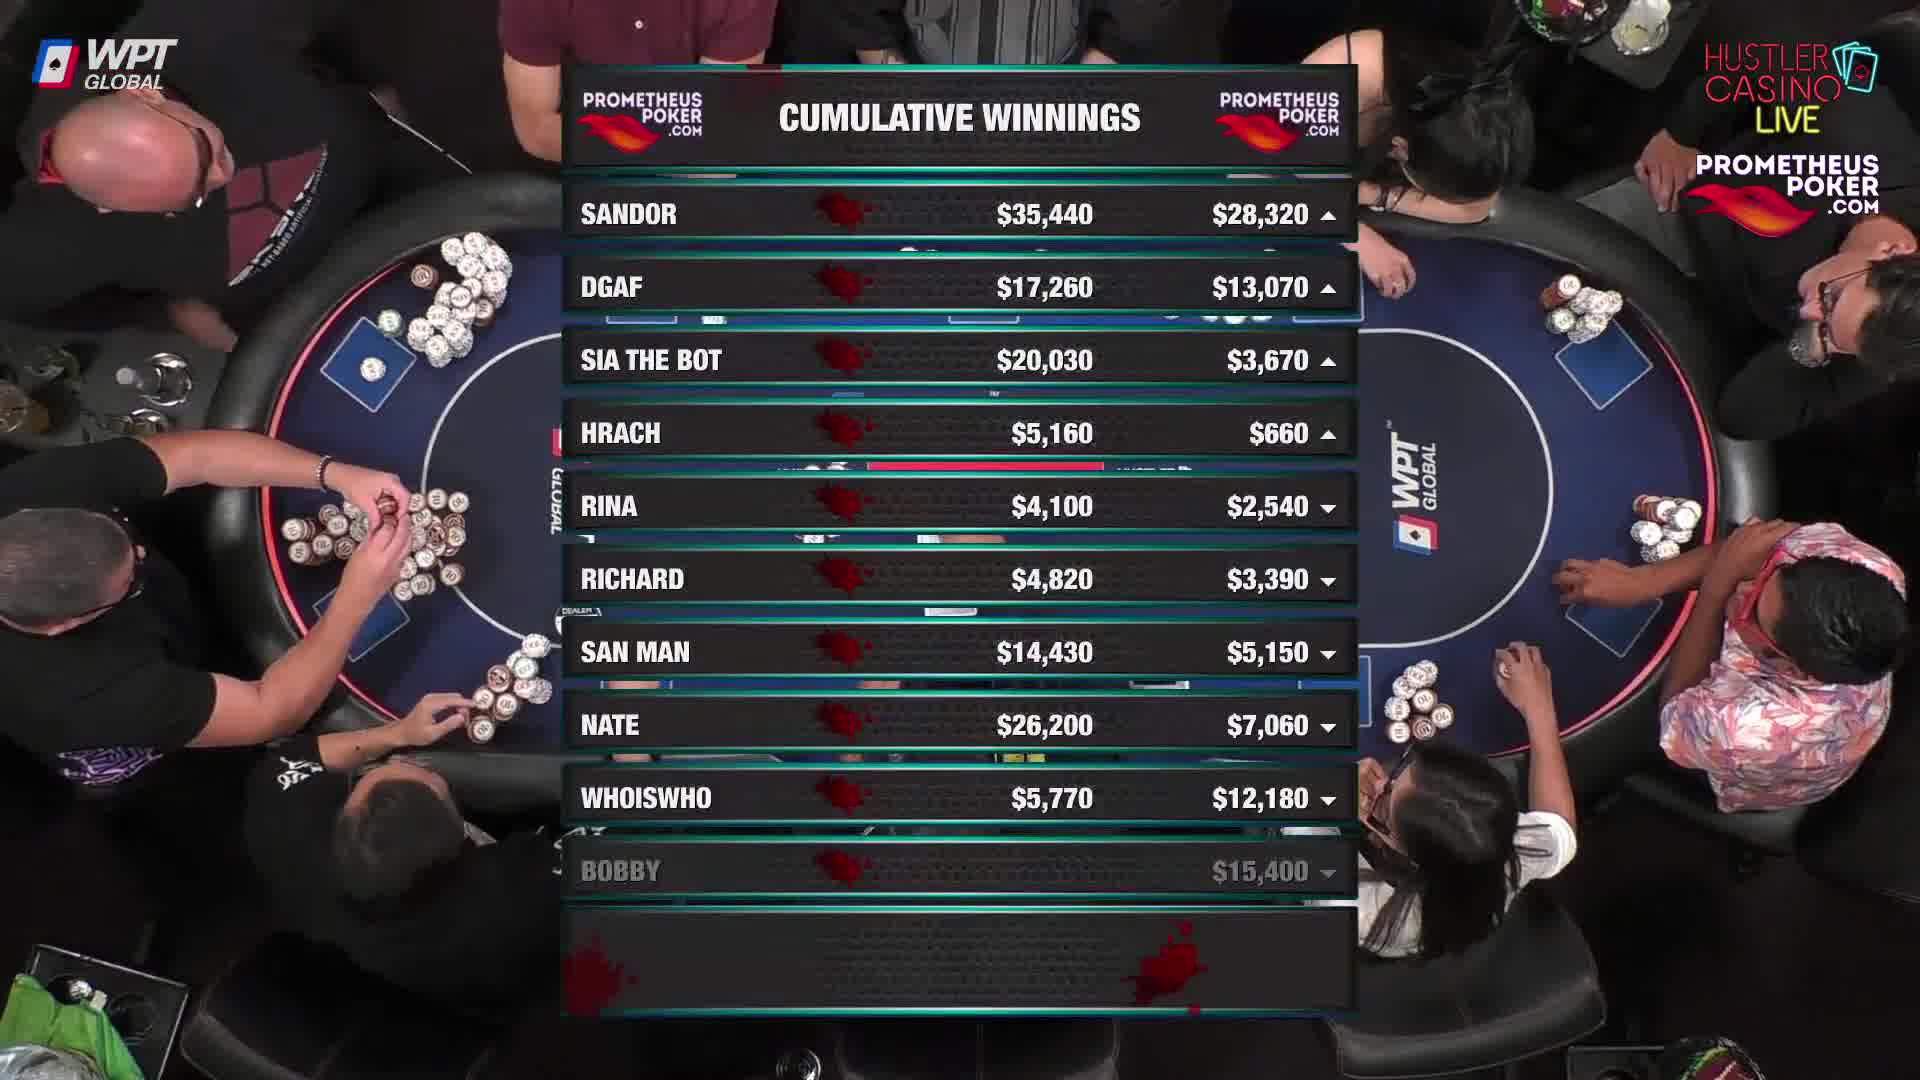 WPT
GLOBAL
HUSTLER
CASINO
LIVE
PROMETHEUS
POKER
.COM
PROMETHEUS
POKER
.COM
CUMULATIVE WINNINGS
PROMETHEUS
POKER
.COM
SANDOR $35,440 $28,320
DGAF $17,260 $13,070
SIA THE BOT $20,030 $3,670
HRACH $5,160 $660
RINA $4,100 $2,540
RICHARD $4,820 $3,390
SAN MAN $14,430 $5,150
NATE $26,200 $7,060
WHOISWHO $5,770 $12,180
BOBBY $15,400
WPT
GLOBAL
GLOBAL
DEALER